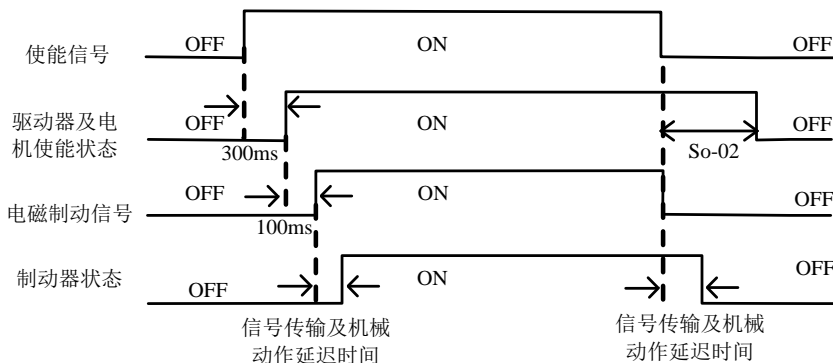 使能信号
OFF
ON
OFF
驱动器及电
机使能状态
OFF
ON
OFF
300ms
So-02
电磁制动信号
OFF
ON
OFF
100ms
制动器状态
OFF
ON
OFF
信号传输及机械
动作延迟时间
信号传输及机械
动作延迟时间